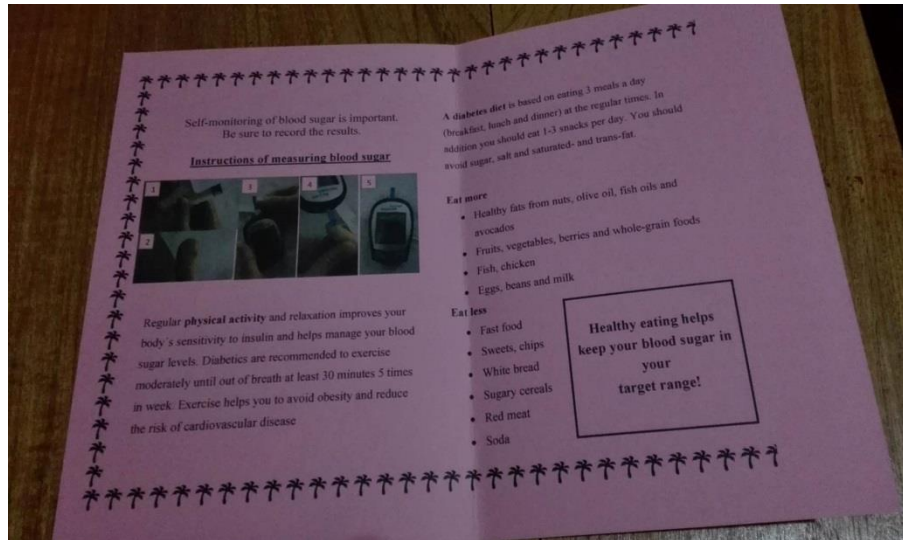 Self-monitoring of blood sugar is important.
Be sure to record the results.
Instructions of measuring blood sugar
1
2
3
4
5
Regular physical activity and relaxation improves your
body´s sensitivity to insulin and helps manage your blood
sugar levels. Diabetics are recommended to exercise
moderately until out of breath at least 30 minutes 5 times
in week. Exercise helps you to avoid obesity and reduce
the risk of cardiovascular disease
A diabetes diet is based on eating 3 meals a day
(breakfast, lunch and dinner) at the regular times. In
addition you should eat 1-3 snacks per day. You should
avoid sugar, salt and saturated- and trans-fat.
Eat more
• Healthy fats from nuts, olive oil, fish oils and
avocados
• Fruits, vegetables, berries and whole-grain foods
• Fish, chicken
• Eggs, beans and milk
Eat less
• Fast food
• Sweets, chips
• White bread
• Sugary cereals
• Red meat
• Soda
Healthy eating helps
keep your blood sugar in
your
target range!